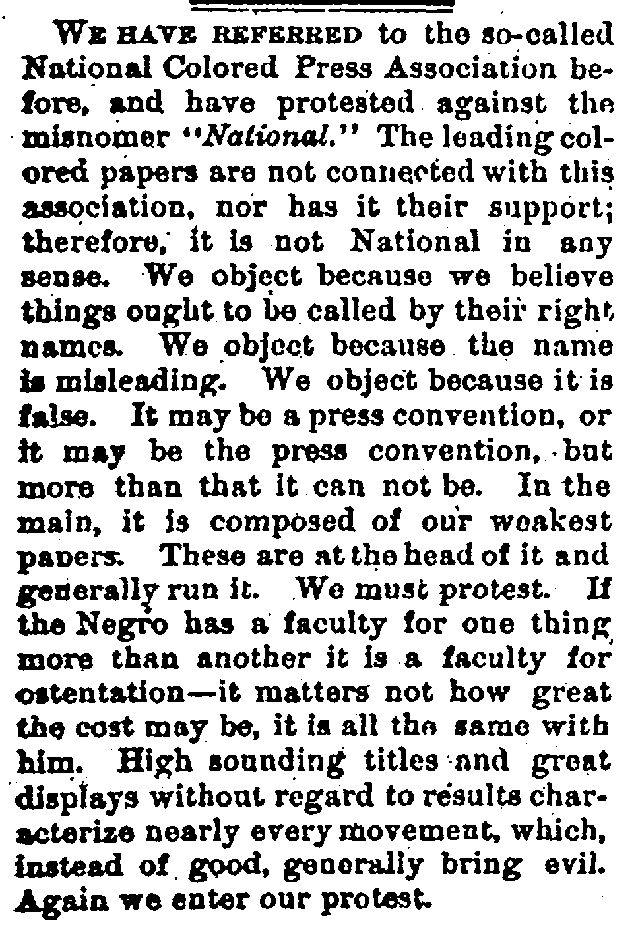 WE HAVE REFERRED to the so-called
National Colored Press Association be-
fore, and have protested against the
misnomer "National." The leading col-
ored papers are not connected with this
association, nor has it their support;
therefore, it is not National in any
sense. We object because we believe
things ought to be called by their right
names. We object because the name
is misleading. We object because it is
false. It may be a press convention, or
it may be the press convention, but
more than that it can not be. In the
main, it is composed of our weakest
papers. These are at the head of it and
generally run it. We must protest. If
the Negro has a faculty for one thing
more than another it is a faculty for
ostentation—it matters not how great
the cost may be, it is all the same with
him. High sounding titles and great
displays without regard to results char-
acterize nearly every movement, which,
instead of good, generally bring evil.
Again we enter our protest.